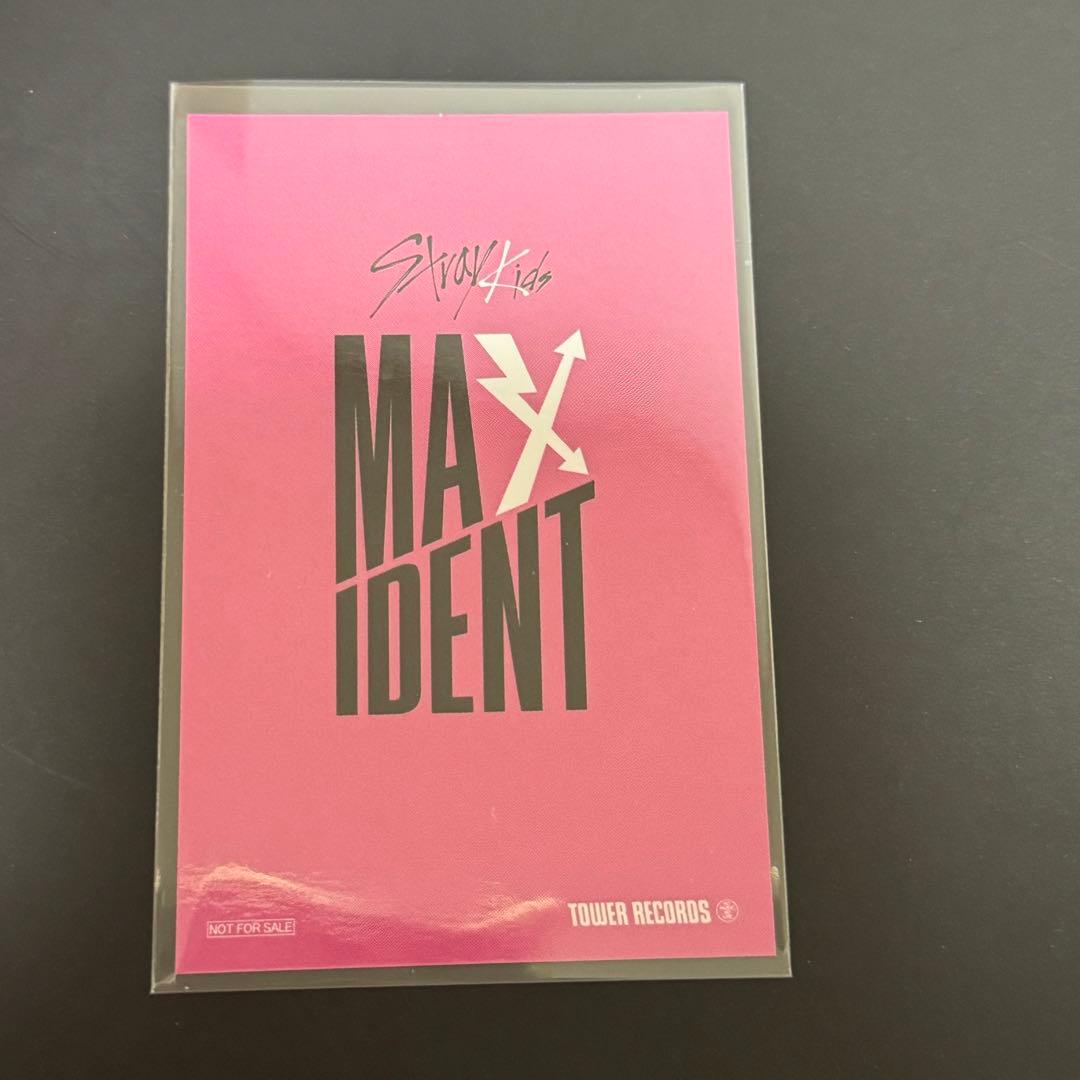 Stray Kids
MAX
IDENT
NOT FOR SALE
TOWER RECORDS